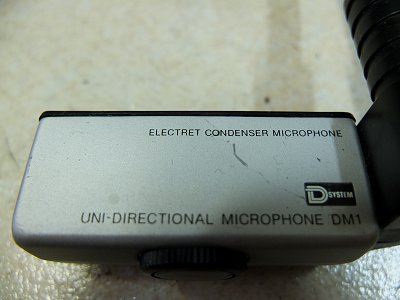 ELECTRET CONDENSER MICROPHONE
D SYSTEM
UNI-DIRECTIONAL MICROPHONE DM1